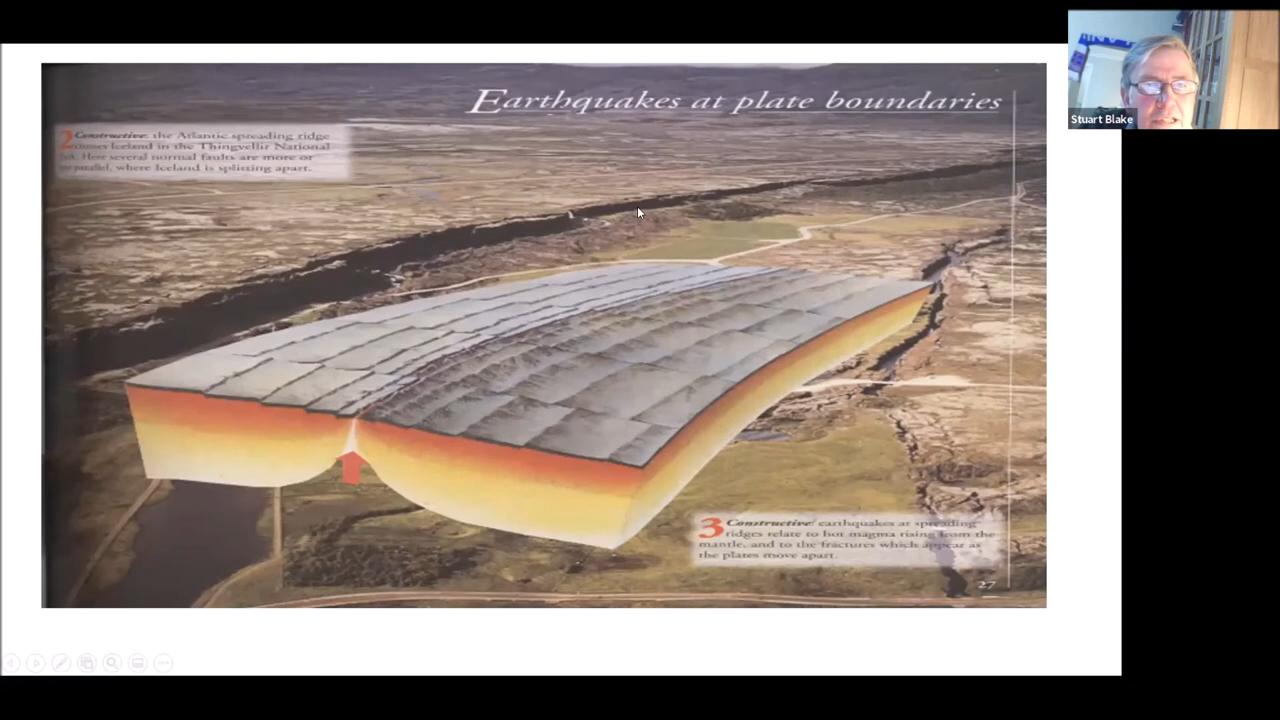 Earthquakes at plate boundaries
Stuart Blake
2 Constructive: the Atlantic spreading ridge
crosses Iceland in the Thingvellir National
Here several normal faults are more or
parallel, where Iceland is splitting apart.
3 Constructive: earthquakes at spreading
ridges relate to hot magma rising from the
mantle, and to the fractures which appear as
the plates move apart.
27